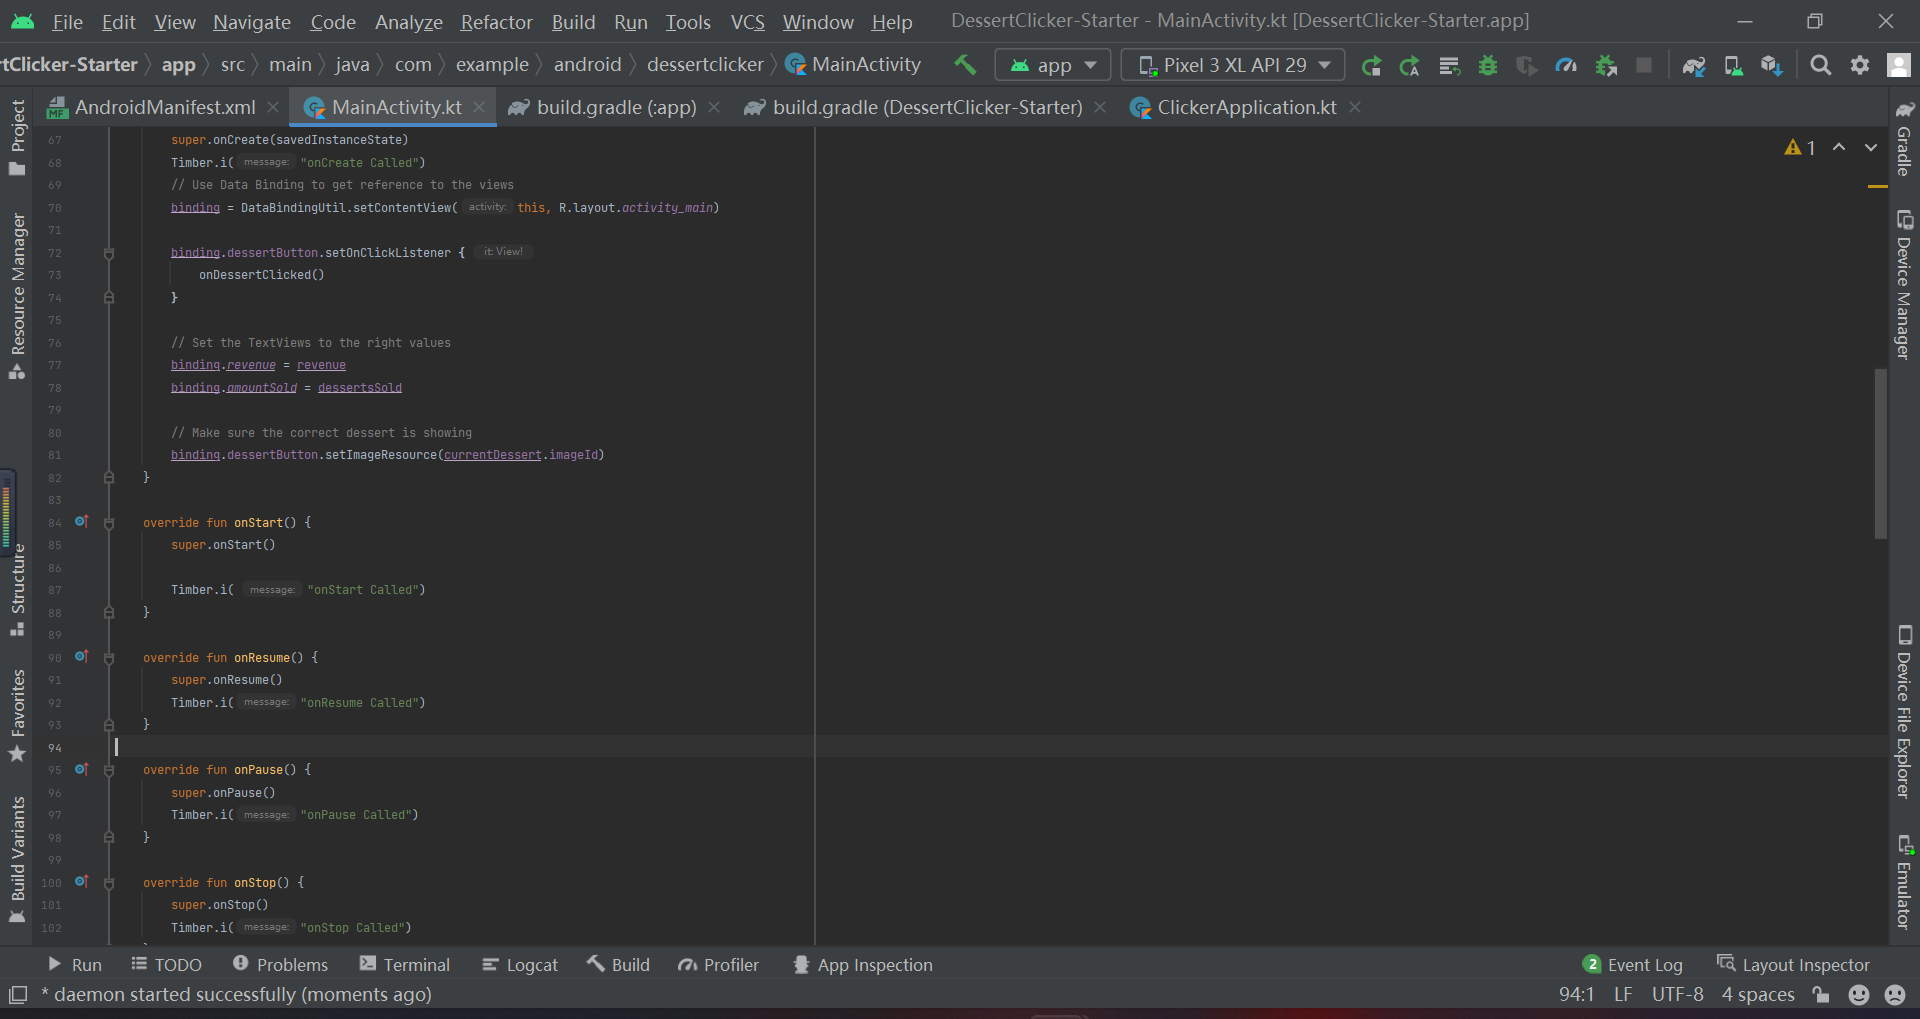 File Edit View Navigate Code Analyze Refactor Build Run Tools VCS Window Help DessertClicker-Starter - MainActivity.kt [DessertClicker-Starter.app]
rtClicker-Starter app src main java com example android dessertclicker MainActivity app Pixel 3 XL API 29
AndroidManifest.xml MainActivity.kt build.gradle (:app) build.gradle (DessertClicker-Starter) ClickerApplication.kt
Project
Resource Manager
Structure
Favorites
Build Variants
67 super.onCreate(savedInstanceState)
68 Timber.i( message: "onCreate Called")
69 // Use Data Binding to get reference to the views
70 binding = DataBindingUtil.setContentView( activity: this, R.layout.activity_main)
71
72 binding.dessertButton.setOnClickListener { it: View!
73 onDessertClicked()
74 }
75
76 // Set the TextViews to the right values
77 binding.revenue = revenue
78 binding.amountSold = dessertsSold
79
80 // Make sure the correct dessert is showing
81 binding.dessertButton.setImageResource(currentDessert.imageId)
82 }
83
84 override fun onStart() {
85 super.onStart()
86
87 Timber.i( message: "onStart Called")
88 }
89
90 override fun onResume() {
91 super.onResume()
92 Timber.i( message: "onResume Called")
93 }
94
95 override fun onPause() {
96 super.onPause()
97 Timber.i( message: "onPause Called")
98 }
99
100 override fun onStop() {
101 super.onStop()
102 Timber.i( message: "onStop Called")
1
Gradle
Device Manager
Device File Explorer
Emulator
Run TODO Problems Terminal Logcat Build Profiler App Inspection 2 Event Log Layout Inspector
* daemon started successfully (moments ago) 94:1 LF UTF-8 4 spaces